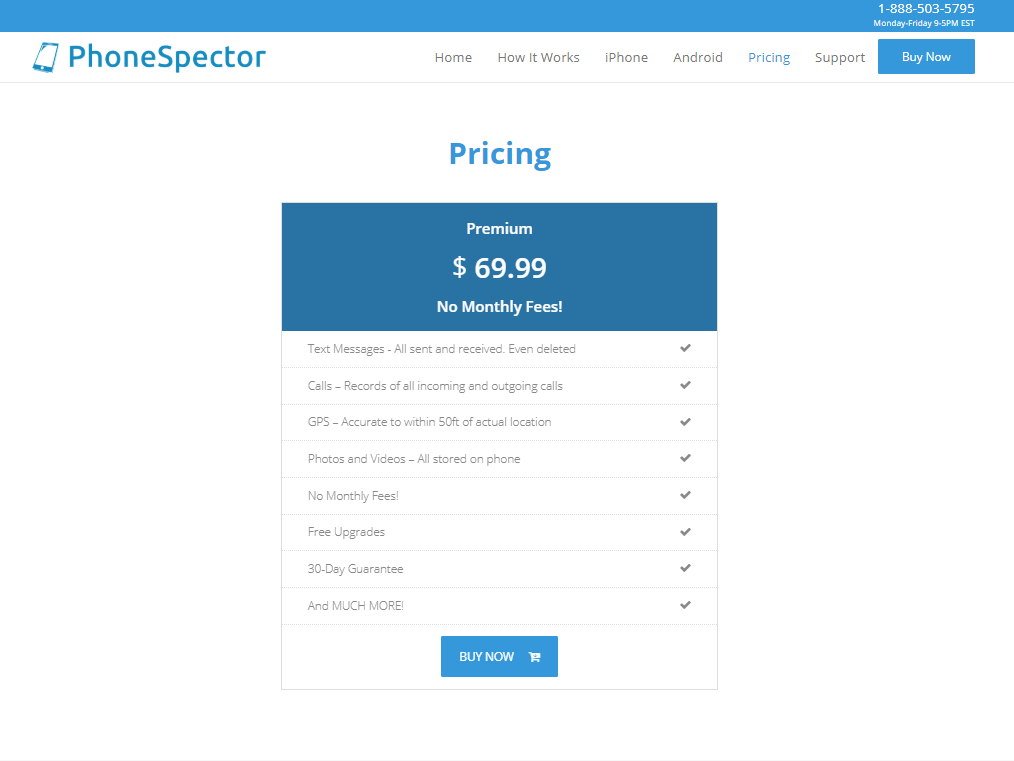 1-888-503-5795
Monday-Friday 9-5PM EST
PhoneSpector
Home How It Works iPhone Android Pricing Support Buy Now
Pricing
Premium
$ 69.99
No Monthly Fees!
Text Messages - All sent and received. Even deleted
Calls – Records of all incoming and outgoing calls
GPS – Accurate to within 50ft of actual location
Photos and Videos – All stored on phone
No Monthly Fees!
Free Upgrades
30-Day Guarantee
And MUCH MORE!
BUY NOW